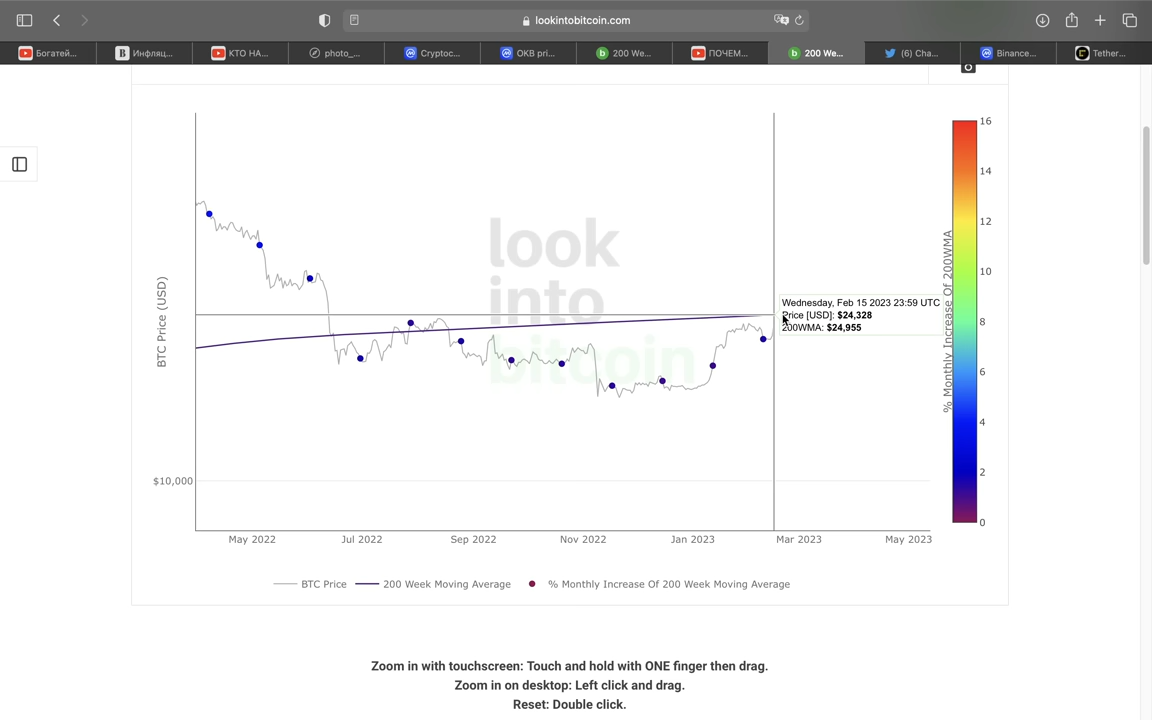 lookintobitcoin.com
Богатей...
Инфляц...
КТО НА...
photo_...
Cryptoc...
OKB pri...
200 We...
ПОЧЕМ...
200 We...
(6) Cha...
Binance...
Tether...
look
into
bitcoin
BTC Price (USD)
$10,000
Wednesday, Feb 15 2023 23:59 UTC
Price [USD]: $24,328
200WMA: $24,955
% Monthly Increase Of 200WMA
16
14
12
10
8
6
4
2
0
May 2022
Jul 2022
Sep 2022
Nov 2022
Jan 2023
Mar 2023
May 2023
BTC Price
200 Week Moving Average
% Monthly Increase Of 200 Week Moving Average
Zoom in with touchscreen: Touch and hold with ONE finger then drag.
Zoom in on desktop: Left click and drag.
Reset: Double click.